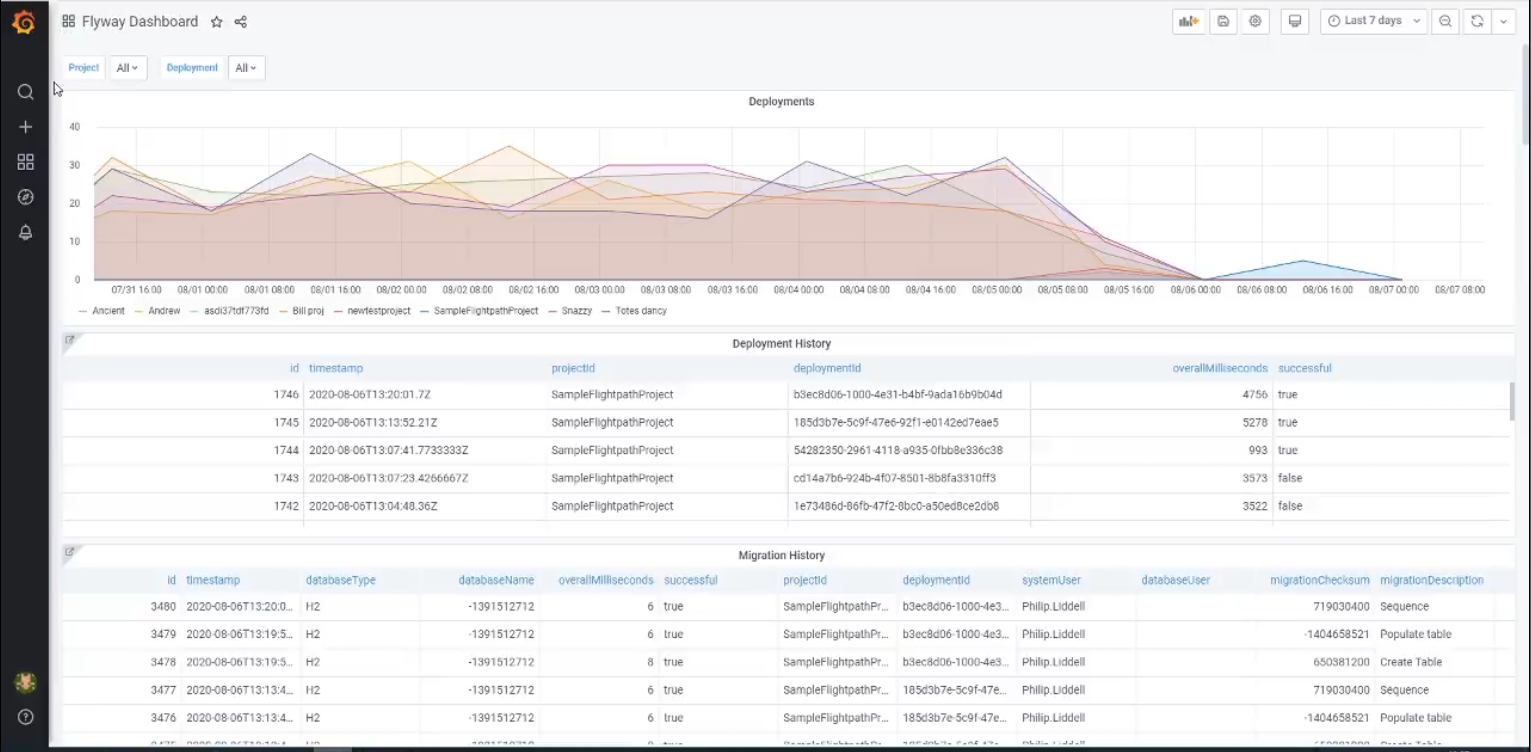 Flyway Dashboard Last 7 days
Project All Deployment All
Deployments
40
30
20
10
0
07/31 16:00 08/01 00:00 08/01 08:00 08/01 16:00 08/02 00:00 08/02 08:00 08/02 16:00 08/03 00:00 08/03 08:00 08/03 16:00 08/04 00:00 08/04 08:00 08/04 16:00 08/05 00:00 08/05 08:00 08/05 16:00 08/06 00:00 08/06 08:00 08/06 16:00 08/07 00:00 08/07 08:00
Ancient Andrew asdi37tdf773fd Bill proj newtestproject SampleFlightpathProject Snazzy Totes dancy
Deployment History
id timestamp projectId deploymentId overallMilliseconds successful
1746 2020-08-06T13:20:01.7Z SampleFlightpathProject b3ec8d06-1000-4e31-b4bf-9ada16b9b04d 4756 true
1745 2020-08-06T13:13:52.21Z SampleFlightpathProject 185d3b7e-5c9f-47e6-92f1-e0142ed7eae5 5278 true
1744 2020-08-06T13:07:41.7733333Z SampleFlightpathProject 54282350-2961-4118-a935-0fbb8e336c38 993 true
1743 2020-08-06T13:07:23.4266667Z SampleFlightpathProject cd14a7b6-924b-4f07-8501-8b8fa3310ff3 3573 false
1742 2020-08-06T13:04:48.36Z SampleFlightpathProject 1e73486d-86fb-47f2-8bc0-a50ed8ce2db8 3522 false
Migration History
id timestamp databaseType databaseName overallMilliseconds successful projectId deploymentId systemUser databaseUser migrationChecksum migrationDescription
3480 2020-08-06T13:20:0... H2 -1391512712 6 true SampleFlightpathPr... b3ec8d06-1000-4e3... Philip.Liddell 719030400 Sequence
3479 2020-08-06T13:19:5... H2 -1391512712 6 true SampleFlightpathPr... b3ec8d06-1000-4e3... Philip.Liddell -1404658521 Populate table
3478 2020-08-06T13:19:5... H2 -1391512712 8 true SampleFlightpathPr... b3ec8d06-1000-4e3... Philip.Liddell 650381200 Create Table
3477 2020-08-06T13:13:4... H2 -1391512712 6 true SampleFlightpathPr... 185d3b7e-5c9f-47e... Philip.Liddell 719030400 Sequence
3476 2020-08-06T13:13:4... H2 -1391512712 6 true SampleFlightpathPr... 185d3b7e-5c9f-47e... Philip.Liddell -1404658521 Populate table